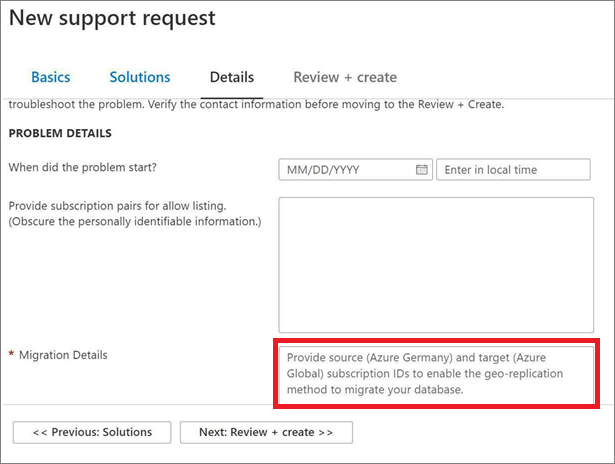 New support request
Basics Solutions Details Review + create
troubleshoot the problem. Verify the contact information before moving to the Review + Create.
PROBLEM DETAILS
When did the problem start?
MM/DD/YYYY
Enter in local time
Provide subscription pairs for allow listing.
(Obscure the personally identifiable information.)
* Migration Details
Provide source (Azure Germany) and target (Azure
Global) subscription IDs to enable the geo-replication
method to migrate your database.
<< Previous: Solutions
Next: Review + create >>